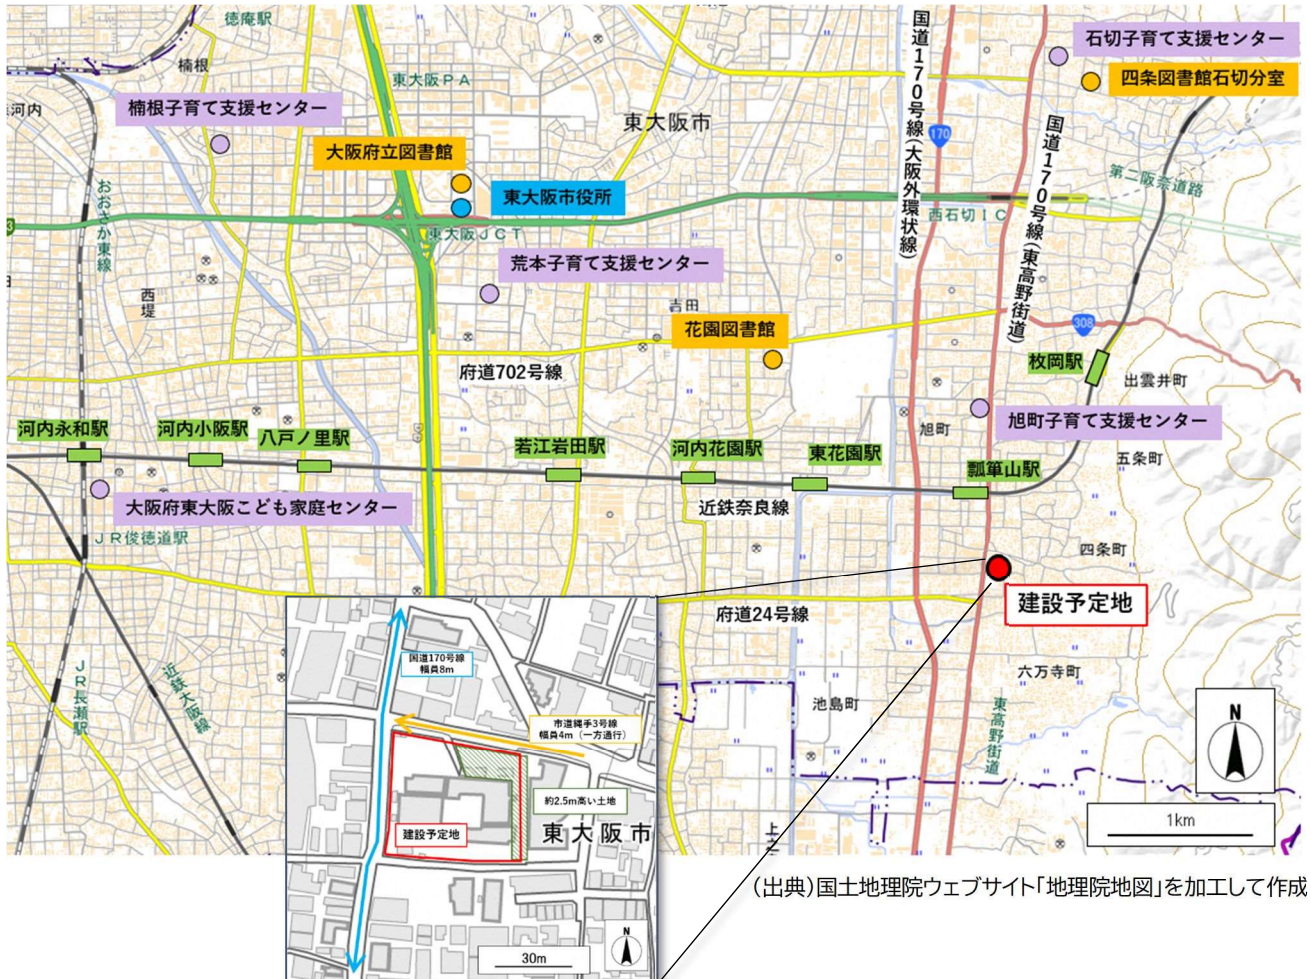 徳庵駅
楠根
東大阪ＰＡ
石切子育て支援センター
四条図書館石切分室
楠根子育て支援センター
河内
東大阪市
国道170号線(大阪外環状線)
170
国道170号線(東高野街道)
大阪府立図書館
東大阪市役所
第二阪奈道路
おおさか東線
東大阪ＪＣＴ
西石切ＩＣ
荒本子育て支援センター
西堤
吉田
花園図書館
308
枚岡駅
府道702号線
出雲井町
河内永和駅
河内小阪駅
八戸ノ里駅
旭町子育て支援センター
旭町
若江岩田駅
河内花園駅
東花園駅
瓢箪山駅
五条町
大阪府東大阪こども家庭センター
近鉄奈良線
ＪＲ俊徳道駅
四条町
建設予定地
府道24号線
六万寺町
池島町
東高野街道
ＪＲ長瀬駅
近鉄大阪線
国道170号線
幅員8m
市道縄手3号線
幅員4m（一方通行）
約2.5m高い土地
建設予定地
東大阪市
30m
N
N
1km
上
(出典)国土地理院ウェブサイト「地理院地図」を加工して作成